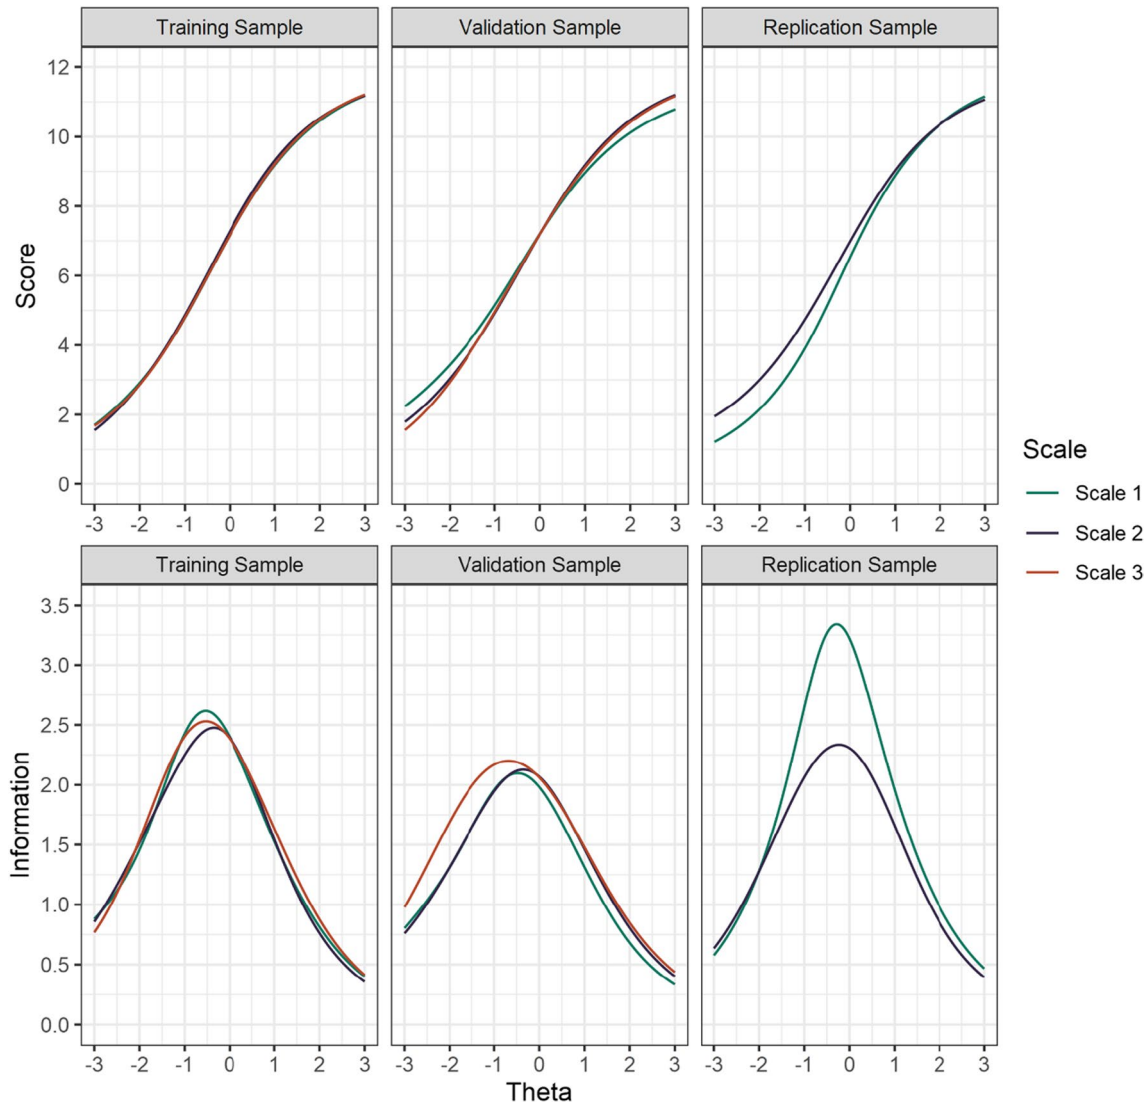 Training Sample
Validation Sample
Replication Sample
Score
12
10
8
6
4
2
0
-3 -2 -1 0 1 2 3
-3 -2 -1 0 1 2 3
-3 -2 -1 0 1 2 3
Training Sample
Validation Sample
Replication Sample
Information
3.5
3.0
2.5
2.0
1.5
1.0
0.5
0.0
-3 -2 -1 0 1 2 3
-3 -2 -1 0 1 2 3
-3 -2 -1 0 1 2 3
Theta
Scale
Scale 1
Scale 2
Scale 3